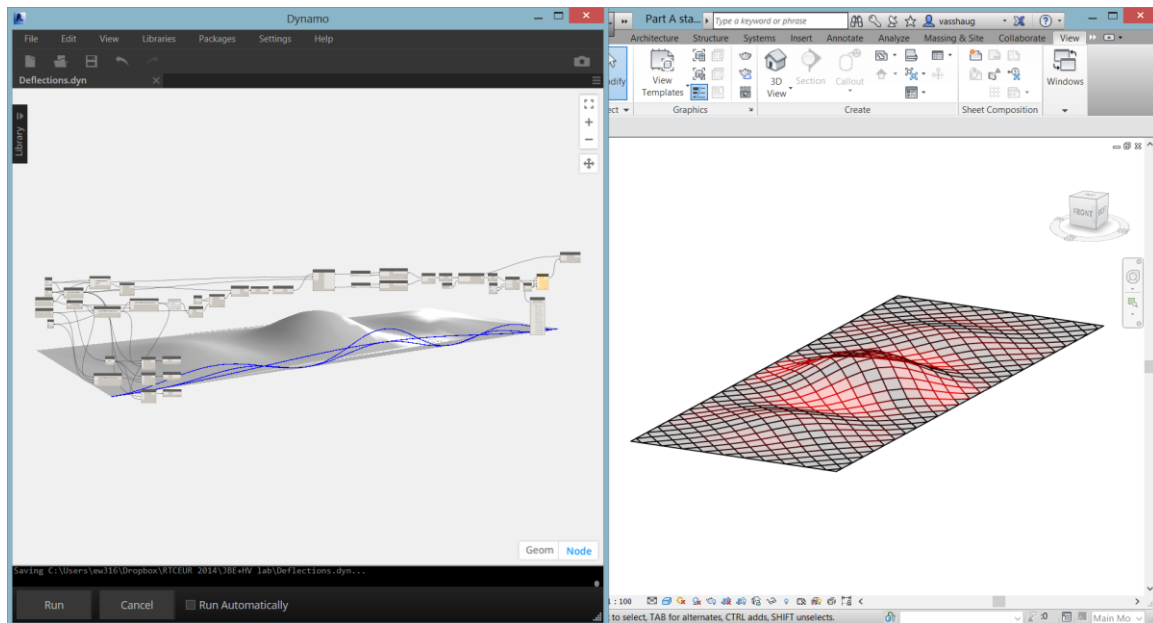 Dynamo
File Edit View Libraries Packages Settings Help
Deflections.dyn
Library
Geom Node
Saving C:\Users\ew316\Dropbox\RTCEUR 2014\JBE+HV lab\Deflections.dyn...
Run Cancel Run Automatically
Part A sta... Type a keyword or phrase vasshaug
Architecture Structure Systems Insert Annotate Analyze Massing & Site Collaborate View
odify View Templates 3D View Section Callout Windows
ect Graphics Create Sheet Composition
FRONT
: 100
to select, TAB for alternates, CTRL adds, SHIFT unselects. :0 Main Mo